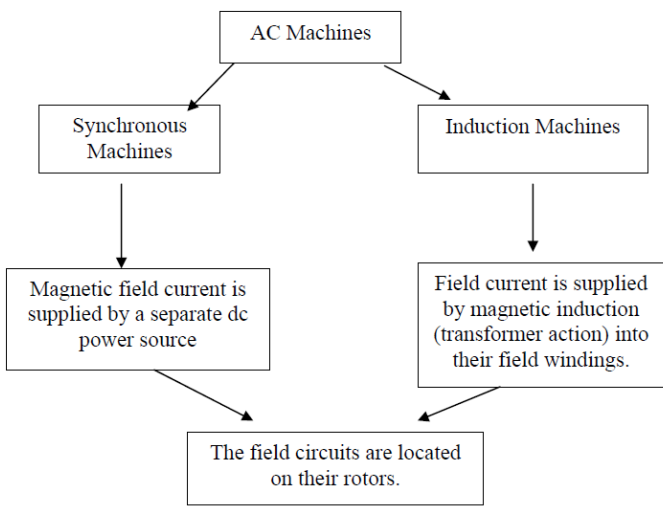 AC Machines
Synchronous
Machines
Induction Machines
Magnetic field current is
supplied by a separate dc
power source
Field current is supplied
by magnetic induction
(transformer action) into
their field windings.
The field circuits are located
on their rotors.